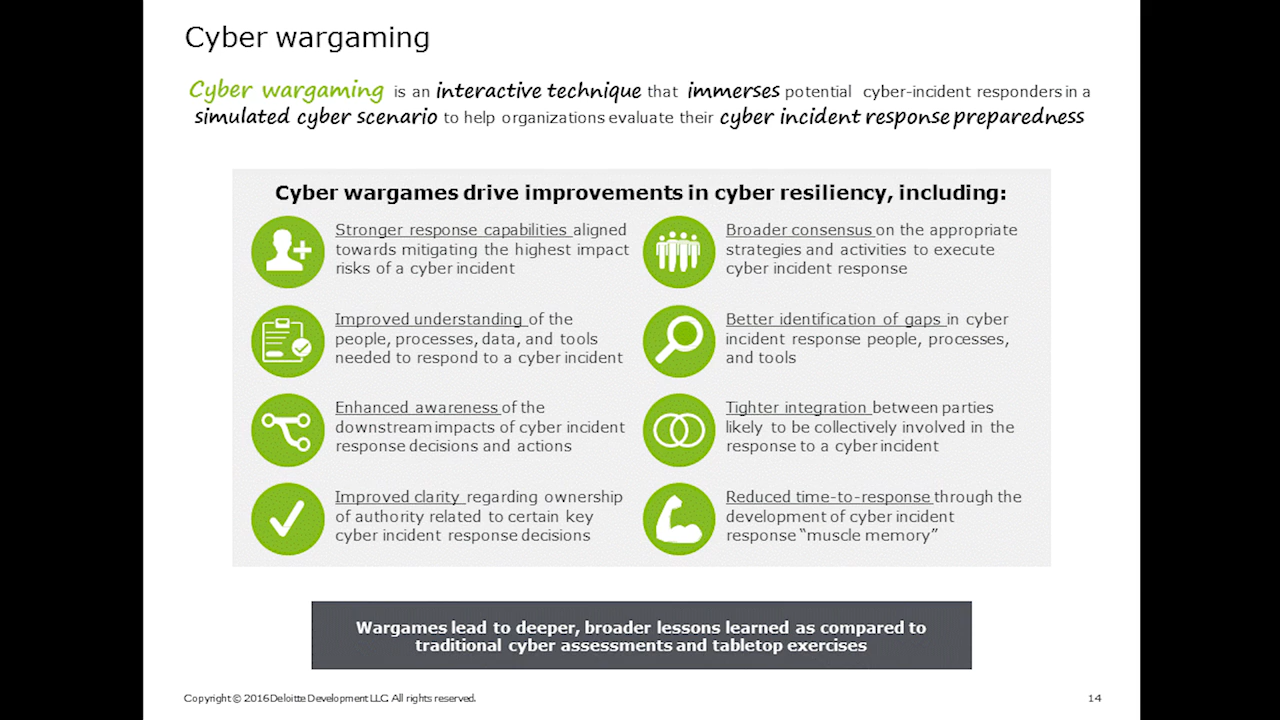 Cyber wargaming
Cyber wargaming is an interactive technique that immerses potential cyber-incident responders in a
simulated cyber scenario to help organizations evaluate their cyber incident response preparedness
Cyber wargames drive improvements in cyber resiliency, including:
Stronger response capabilities aligned
towards mitigating the highest impact
risks of a cyber incident
Broader consensus on the appropriate
strategies and activities to execute
cyber incident response
Improved understanding of the
people, processes, data, and tools
needed to respond to a cyber incident
Better identification of gaps in cyber
incident response people, processes,
and tools
Enhanced awareness of the
downstream impacts of cyber incident
response decisions and actions
Tighter integration between parties
likely to be collectively involved in the
response to a cyber incident
Improved clarity regarding ownership
of authority related to certain key
cyber incident response decisions
Reduced time-to-response through the
development of cyber incident
response “muscle memory”
Wargames lead to deeper, broader lessons learned as compared to
traditional cyber assessments and tabletop exercises
Copyright © 2016 Deloitte Development LLC. All rights reserved.
14